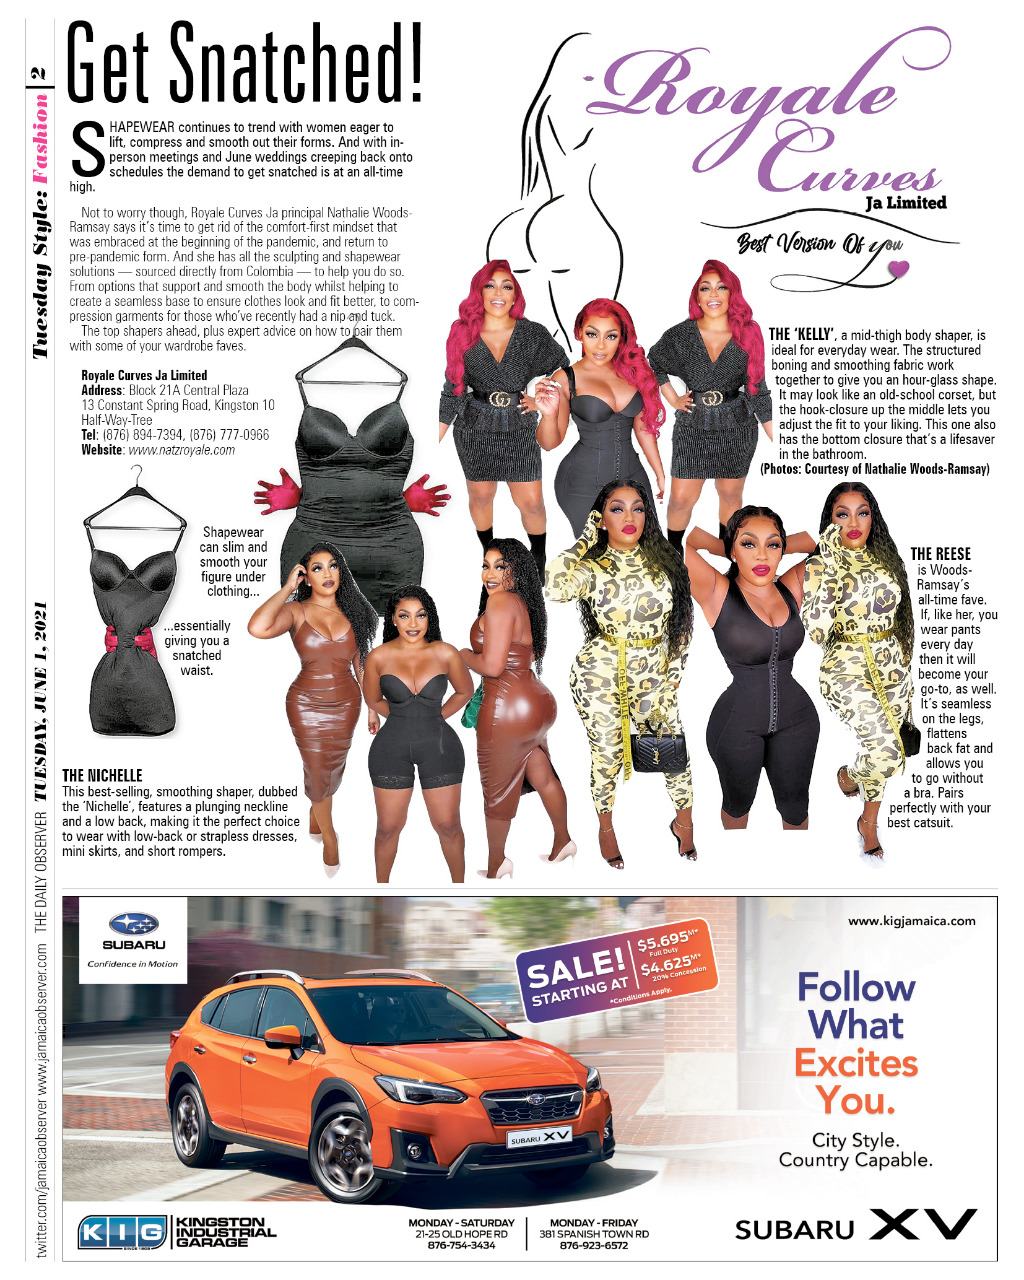 Tuesday Style: Fashion | 2
TUESDAY, JUNE 1, 2021
THE DAILY OBSERVER
www.jamaicaobserver.com
twitter.com/jamaicaobserver
Get Snatched!
SHAPEWEAR continues to trend with women eager to
lift, compress and smooth out their forms. And with in-
person meetings and June weddings creeping back onto
schedules the demand to get snatched is at an all-time
high.
Not to worry though, Royale Curves Ja principal Nathalie Woods-
Ramsay says it's time to get rid of the comfort-first mindset that
was embraced at the beginning of the pandemic, and return to
pre-pandemic form. And she has all the sculpting and shapewear
solutions — sourced directly from Colombia — to help you do so.
From options that support and smooth the body whilst helping to
create a seamless base to ensure clothes look and fit better, to com-
pression garments for those who've recently had a nip and tuck.
The top shapers ahead, plus expert advice on how to pair them
with some of your wardrobe faves.
Royale Curves Ja Limited
Address: Block 21A Central Plaza
13 Constant Spring Road, Kingston 10
Half-Way-Tree
Tel: (876) 894-7394, (876) 777-0966
Website: www.natzroyale.com
Royale
Curves
Ja Limited
Best Version Of you
THE 'KELLY', a mid-thigh body shaper, is
ideal for everyday wear. The structured
boning and smoothing fabric work
together to give you an hour-glass shape.
It may look like an old-school corset, but
the hook-closure up the middle lets you
adjust the fit to your liking. This one also
has the bottom closure that's a lifesaver
in the bathroom.
(Photos: Courtesy of Nathalie Woods-Ramsay)
Shapewear
can slim and
smooth your
figure under
clothing...
...essentially
giving you a
snatched
waist.
THE REESE
is Woods-
Ramsay's
all-time fave.
If, like her, you
wear pants
every day
then it will
become your
go-to, as well.
It's seamless
on the legs,
flattens
back fat and
allows you
to go without
a bra. Pairs
perfectly with your
best catsuit.
THE NICHELLE
This best-selling, smoothing shaper, dubbed
the 'Nichelle', features a plunging neckline
and a low back, making it the perfect choice
to wear with low-back or strapless dresses,
mini skirts, and short rompers.
SUBARU
Confidence in Motion
SALE!
STARTING AT
$5.695M*
Full Duty
$4.625M*
20% Concession
*Conditions Apply.
www.kigjamaica.com
Follow
What
Excites
You.
City Style.
Country Capable.
SUBARU XV
KIG
SINCE 1909
KINGSTON
INDUSTRIAL
GARAGE
MONDAY - SATURDAY
21-25 OLD HOPE RD
876-754-3434
MONDAY - FRIDAY
381 SPANISH TOWN RD
876-923-6572
SUBARU XV